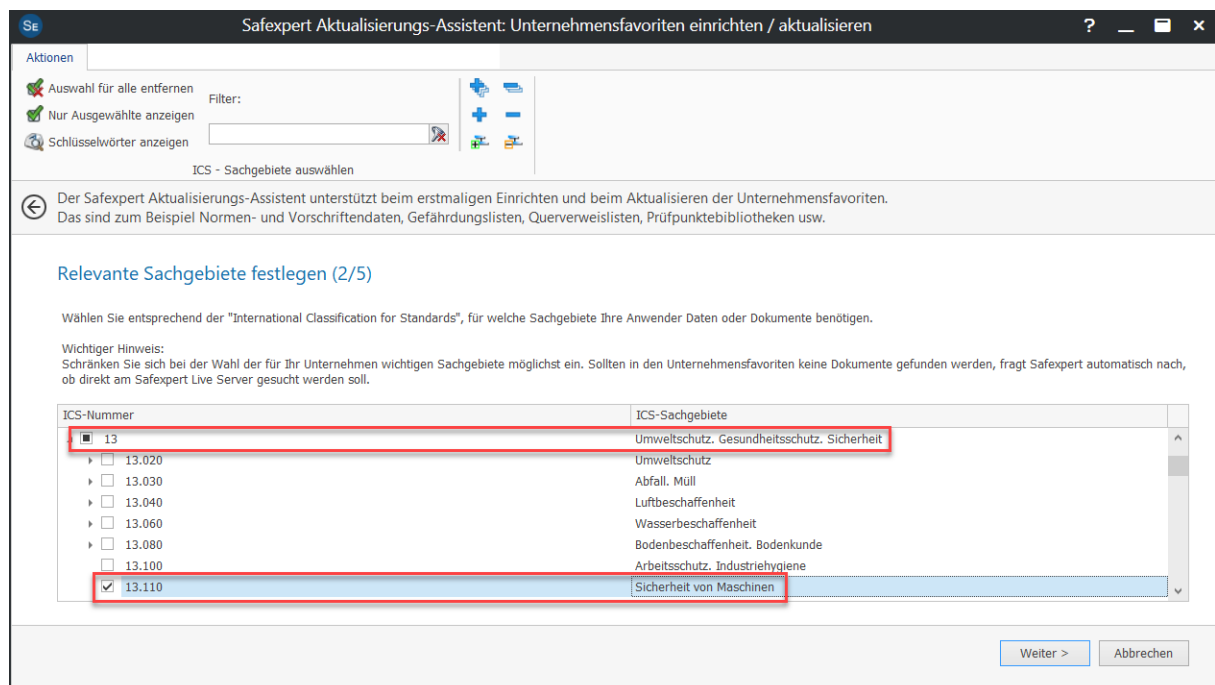 SE Safexpert Aktualisierungs-Assistent: Unternehmensfavoriten einrichten / aktualisieren ?
Aktionen
Auswahl für alle entfernen
Nur Ausgewählte anzeigen
Schlüsselwörter anzeigen
Filter:
ICS - Sachgebiete auswählen
Der Safexpert Aktualisierungs-Assistent unterstützt beim erstmaligen Einrichten und beim Aktualisieren der Unternehmensfavoriten.
Das sind zum Beispiel Normen- und Vorschriftendaten, Gefährdungslisten, Querverweislisten, Prüfpunktebibliotheken usw.
Relevante Sachgebiete festlegen (2/5)
Wählen Sie entsprechend der "International Classification for Standards", für welche Sachgebiete Ihre Anwender Daten oder Dokumente benötigen.
Wichtiger Hinweis:
Schränken Sie sich bei der Wahl der für Ihr Unternehmen wichtigen Sachgebiete möglichst ein. Sollten in den Unternehmensfavoriten keine Dokumente gefunden werden, fragt Safexpert automatisch nach,
ob direkt am Safexpert Live Server gesucht werden soll.
ICS-Nummer ICS-Sachgebiete
13 Umweltschutz. Gesundheitsschutz. Sicherheit
13.020 Umweltschutz
13.030 Abfall. Müll
13.040 Luftbeschaffenheit
13.060 Wasserbeschaffenheit
13.080 Bodenbeschaffenheit. Bodenkunde
13.100 Arbeitsschutz. Industriehygiene
13.110 Sicherheit von Maschinen
Weiter > Abbrechen